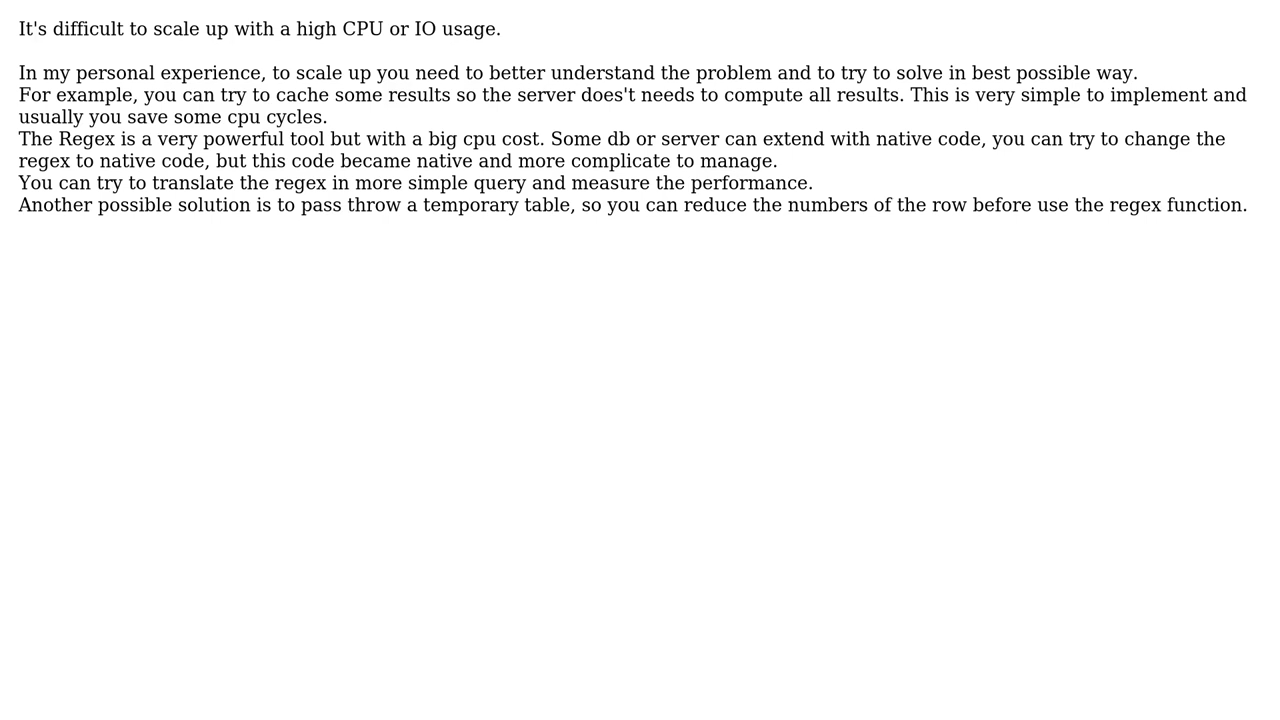 It's difficult to scale up with a high CPU or IO usage.
In my personal experience, to scale up you need to better understand the problem and to try to solve in best possible way.
For example, you can try to cache some results so the server does't needs to compute all results. This is very simple to implement and
usually you save some cpu cycles.
The Regex is a very powerful tool but with a big cpu cost. Some db or server can extend with native code, you can try to change the
regex to native code, but this code became native and more complicate to manage.
You can try to translate the regex in more simple query and measure the performance.
Another possible solution is to pass throw a temporary table, so you can reduce the numbers of the row before use the regex function.